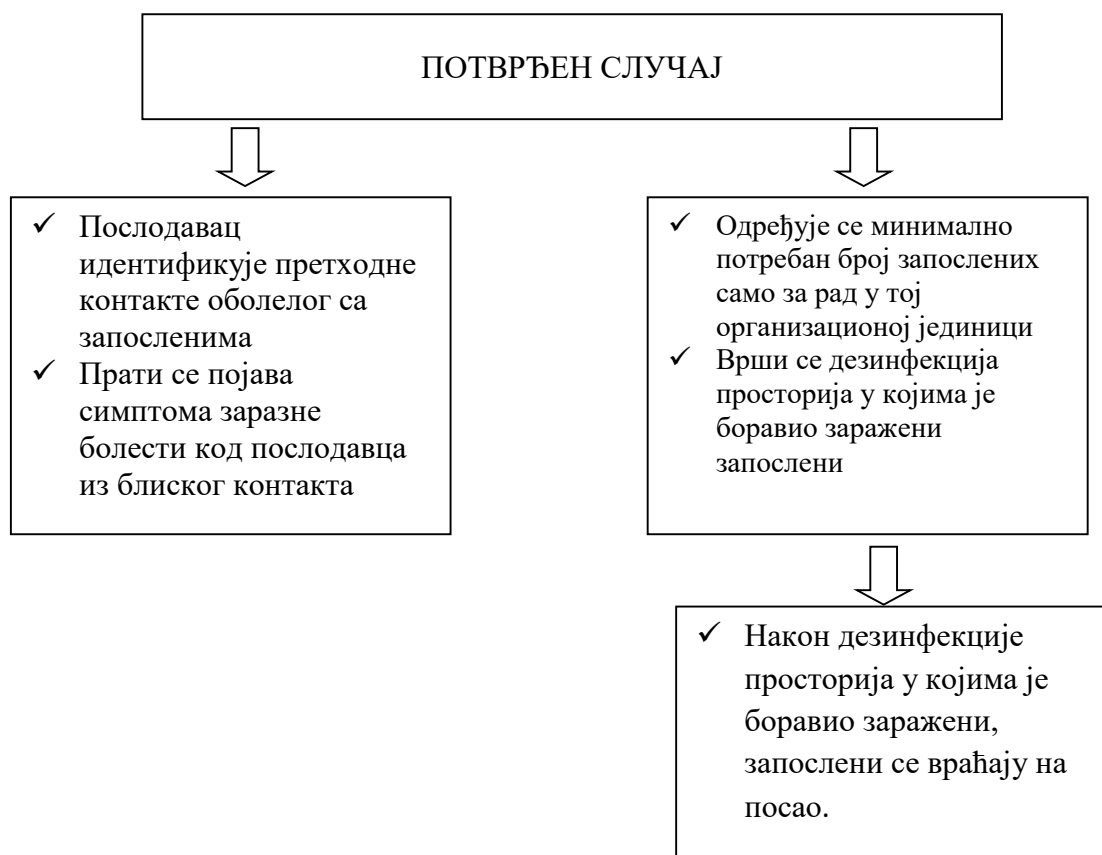 ПОТВРЂЕН СЛУЧАЈ
✓ Послодавац
идентификује претходне
контакте оболелог са
запосленима
✓ Прати се појава
симптома заразне
болести код послодавца
из блиског контакта
✓ Одређује се минимално
потребан број запослених
само за рад у тој
организационој јединици
✓ Врши се дезинфекција
просторија у којима је
боравио заражени
запослени
✓ Након дезинфекције
просторија у којима је
боравио заражени,
запослени се враћају на
посао.